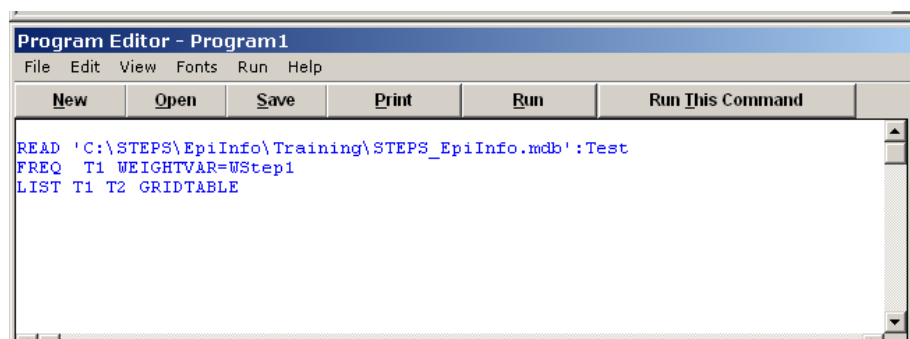 Program Editor - Program1
File Edit View Fonts Run Help
New Open Save Print Run Run This Command
READ 'C:\STEPS\EpiInfo\Training\STEPS_EpiInfo.mdb':Test
FREQ  T1 WEIGHTVAR=WStep1
LIST T1 T2 GRIDTABLE